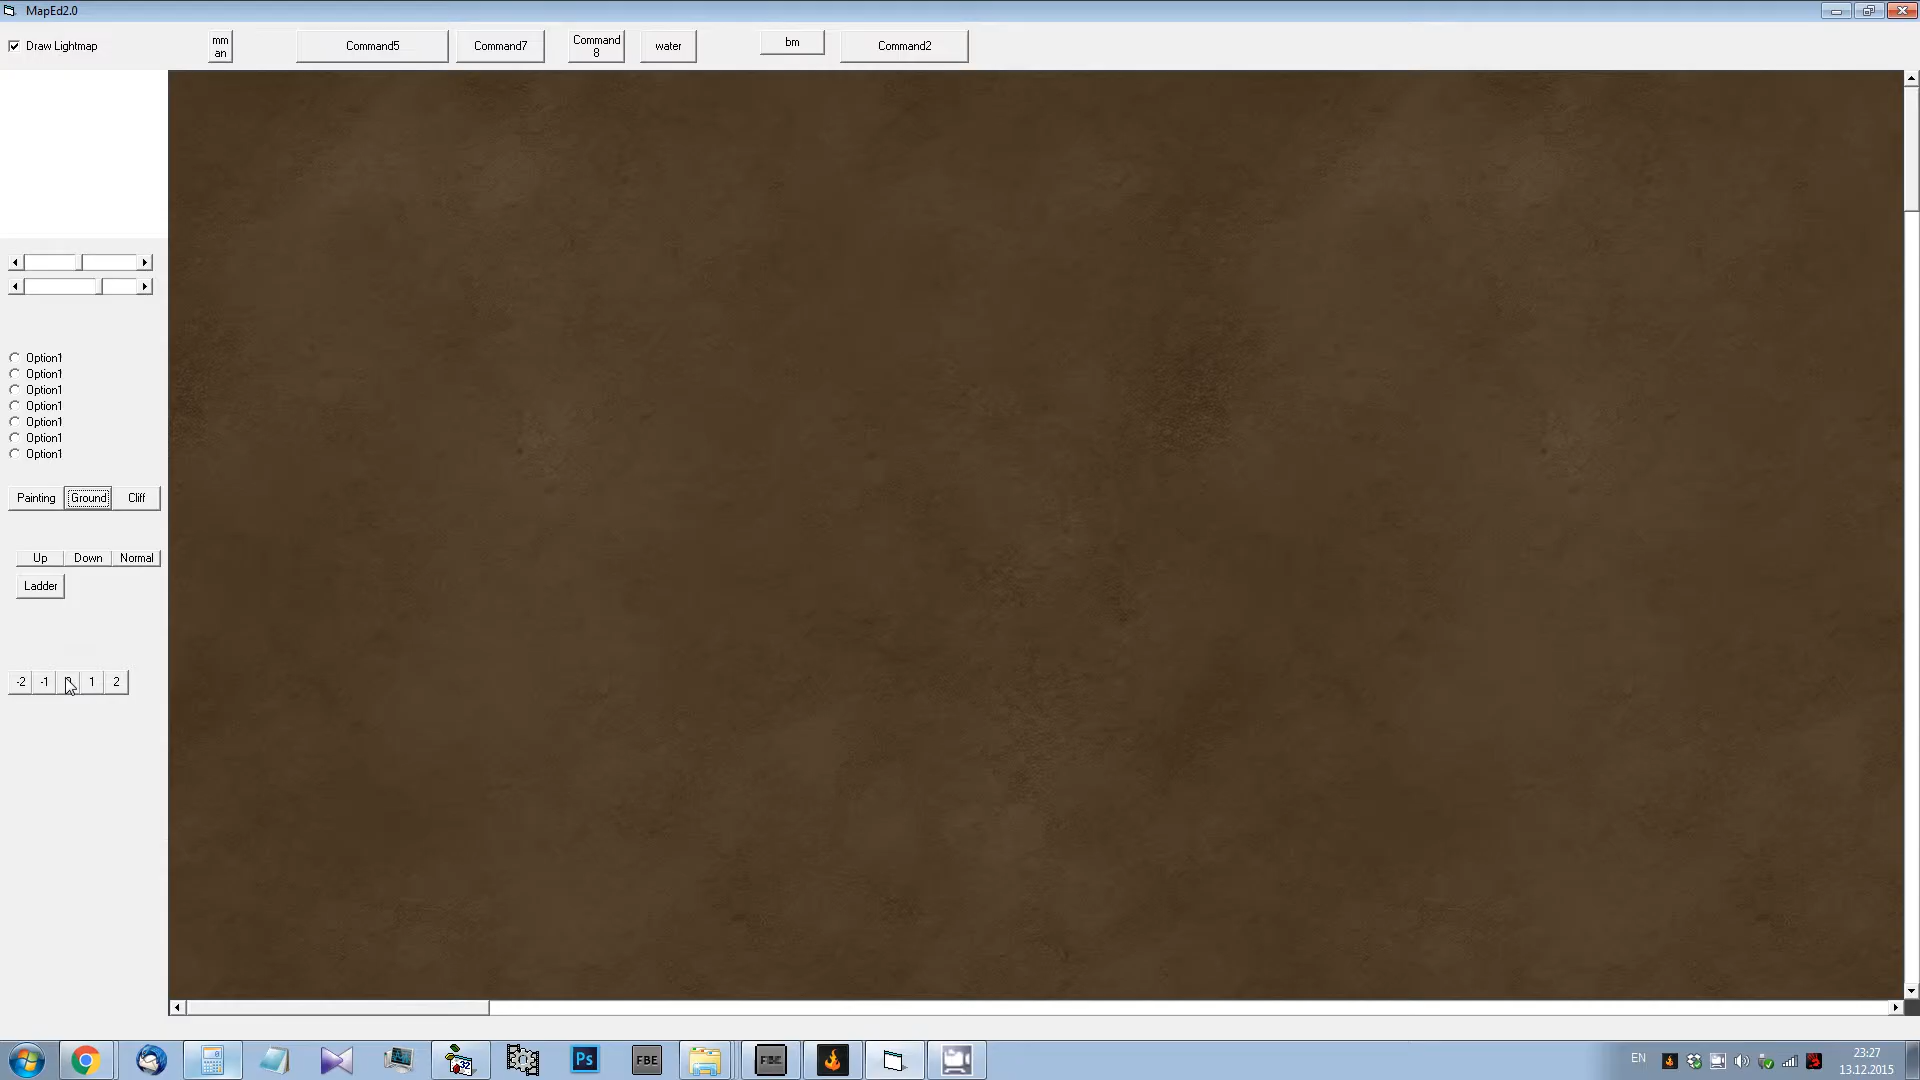 MapEd2.0
Draw Lightmap
mm
an
Command5
Command7
Command
8
water
bm
Command2
Option1
Option1
Option1
Option1
Option1
Option1
Option1
Painting
Ground
Cliff
Up
Down
Normal
Ladder
-2
-1
1
2
32
Ps
FBE
FBE
EN
23:27
13.12.2015